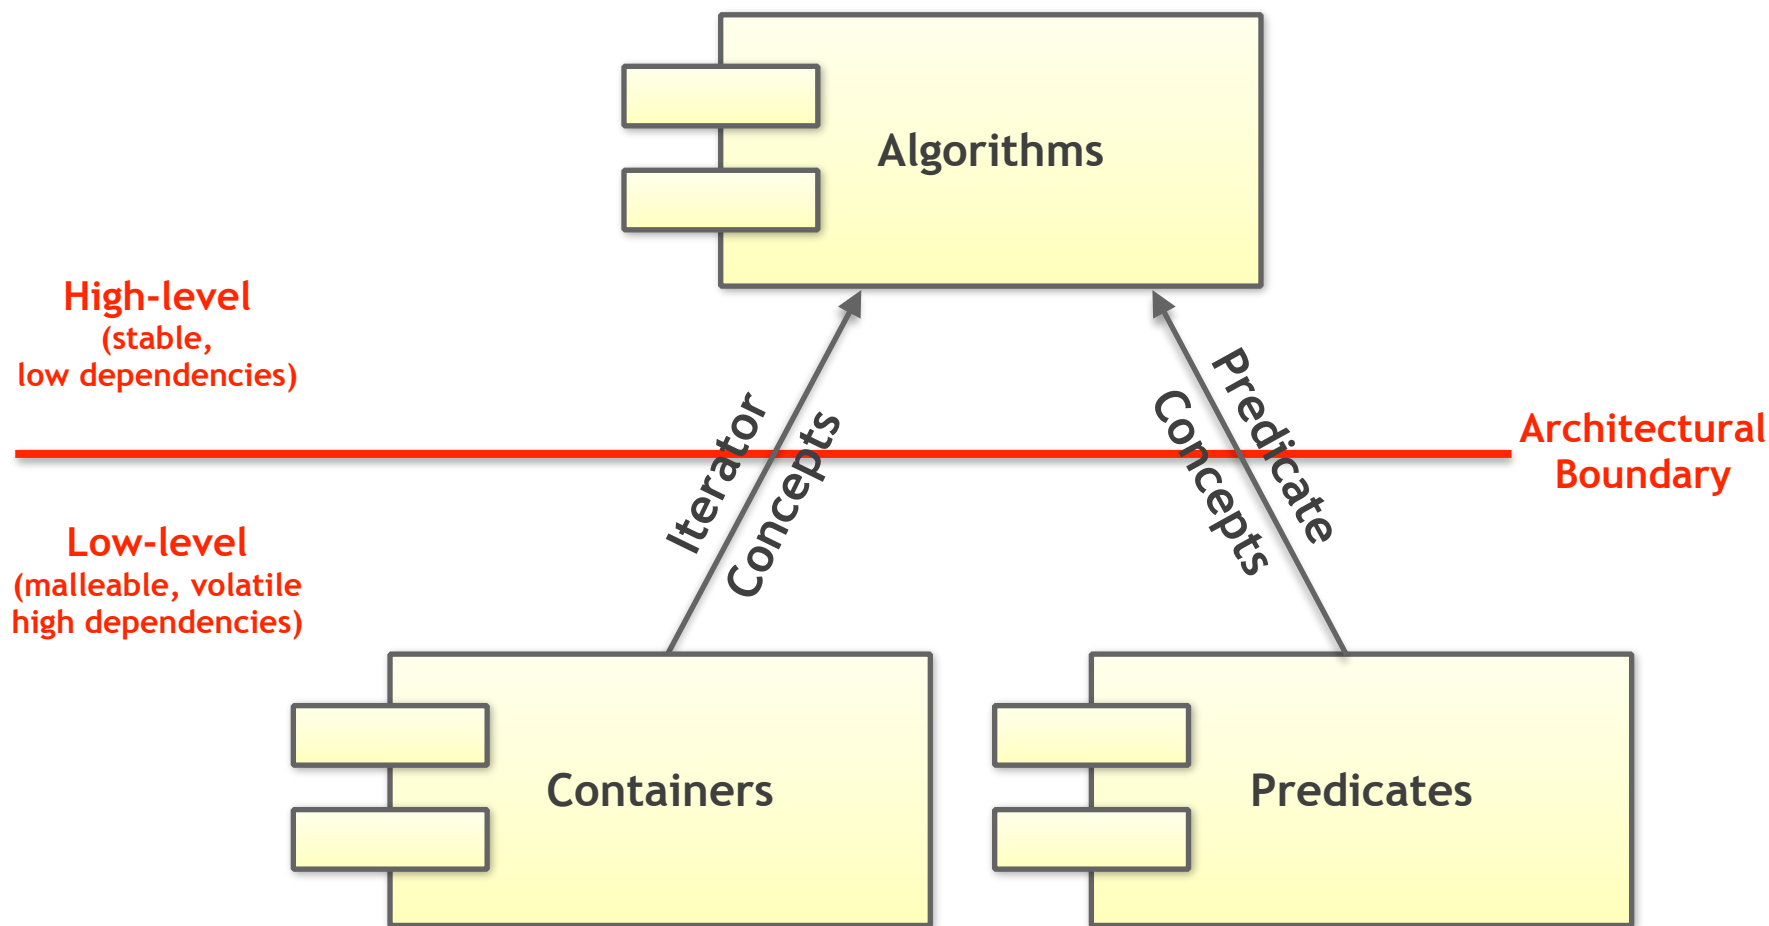 Algorithms
High-level
(stable,
low dependencies)
Iterator
Concepts
Predicate
Concepts
Architectural
Boundary
Low-level
(malleable, volatile
high dependencies)
Containers
Predicates